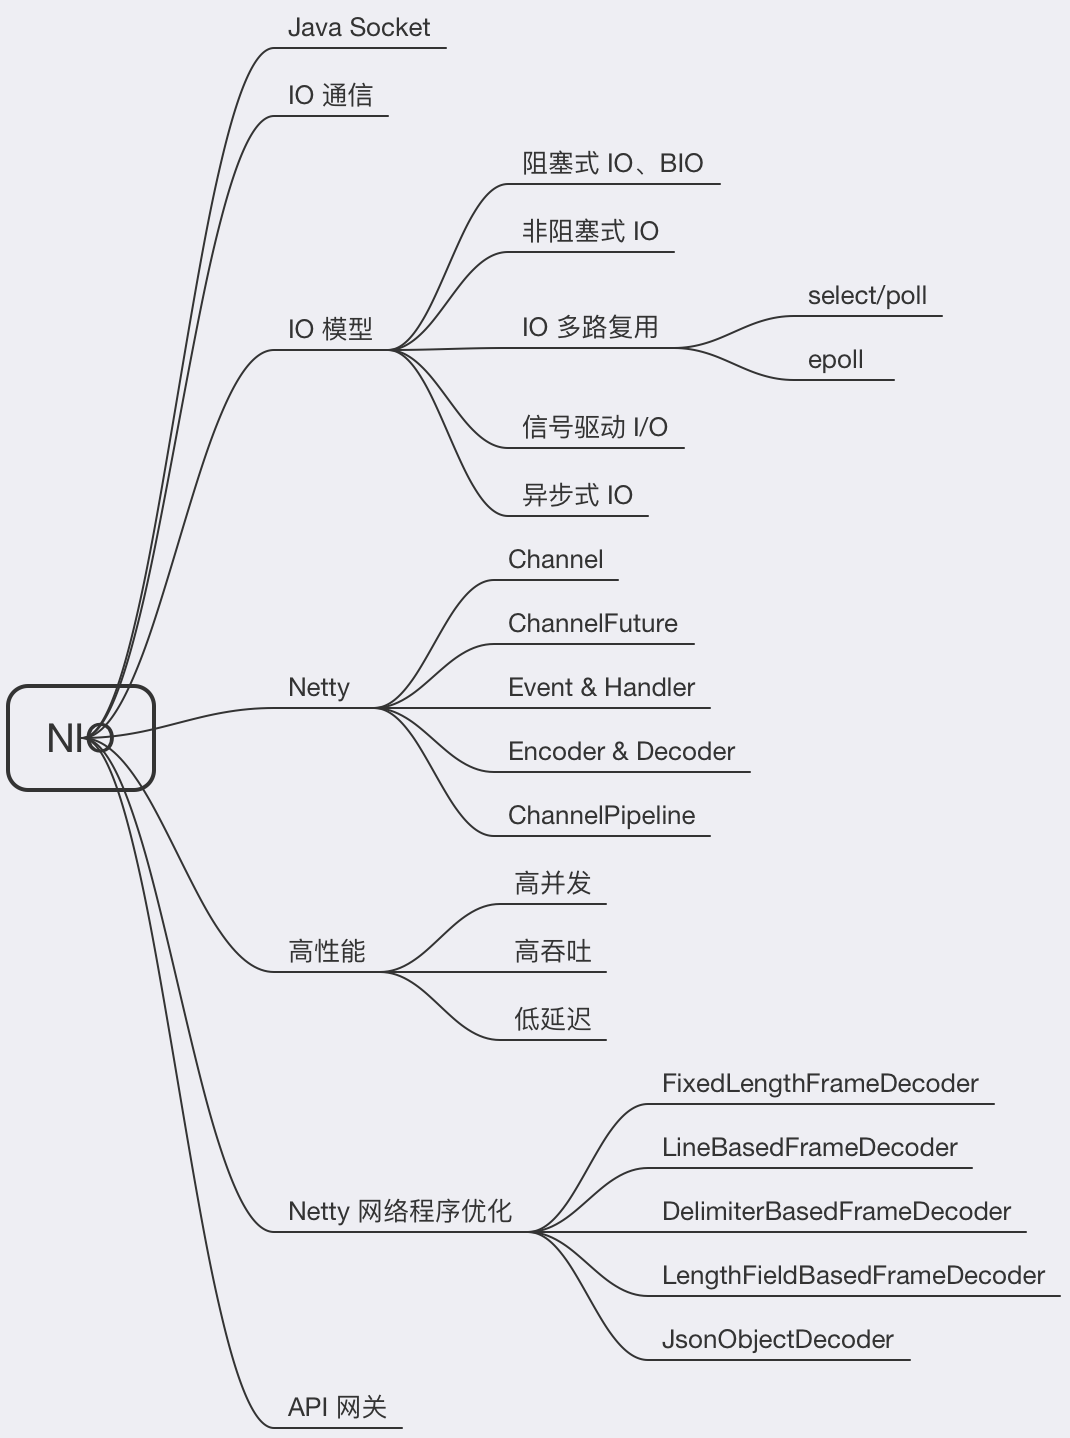 Java Socket
IO 通信
阻塞式 IO、BIO
非阻塞式 IO
select/poll
IO 模型
IO 多路复用
epoll
信号驱动 I/O
异步式 IO
Channel
ChannelFuture
NIO
Netty
Event & Handler
Encoder & Decoder
ChannelPipeline
高并发
高性能
高吞吐
低延迟
FixedLengthFrameDecoder
LineBasedFrameDecoder
Netty 网络程序优化
DelimiterBasedFrameDecoder
LengthFieldBasedFrameDecoder
JsonObjectDecoder
API 网关